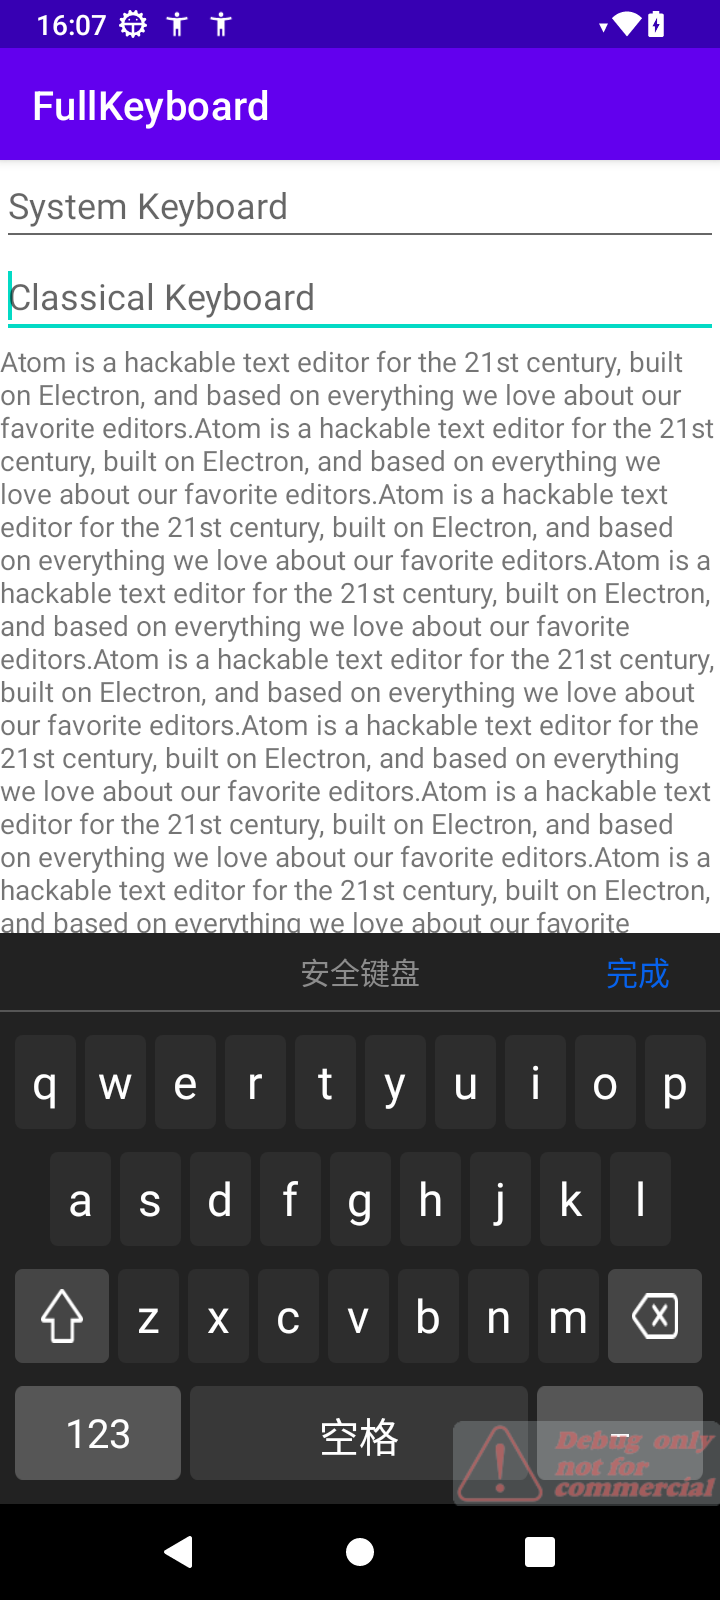 16:07
FullKeyboard
System Keyboard
Classical Keyboard
Atom is a hackable text editor for the 21st century, built
on Electron, and based on everything we love about our
favorite editors.Atom is a hackable text editor for the 21st
century, built on Electron, and based on everything we
love about our favorite editors.Atom is a hackable text
editor for the 21st century, built on Electron, and based
on everything we love about our favorite editors.Atom is a
hackable text editor for the 21st century, built on Electron,
and based on everything we love about our favorite
editors.Atom is a hackable text editor for the 21st century,
built on Electron, and based on everything we love about
our favorite editors.Atom is a hackable text editor for the
21st century, built on Electron, and based on everything
we love about our favorite editors.Atom is a hackable text
editor for the 21st century, built on Electron, and based
on everything we love about our favorite editors.Atom is a
hackable text editor for the 21st century, built on Electron,
and based on everything we love about our favorite
安全键盘 完成
q w e r t y u i o p
a s d f g h j k l
z x c v b n m
123 空格
Debug only
not for
commercial